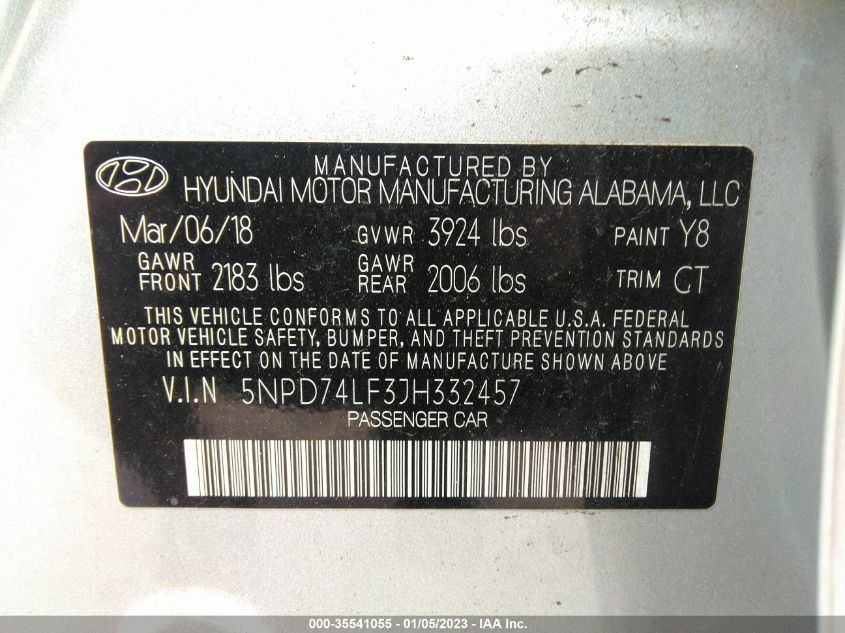 MANUFACTURED BY
HYUNDAI MOTOR MANUFACTURING ALABAMA, LLC
Mar/06/18 GVWR 3924 lbs PAINT Y8
GAWR FRONT 2183 lbs GAWR REAR 2006 lbs TRIM CT
THIS VEHICLE CONFORMS TO ALL APPLICABLE U.S.A. FEDERAL
MOTOR VEHICLE SAFETY, BUMPER, AND THEFT PREVENTION STANDARDS
IN EFFECT ON THE DATE OF MANUFACTURE SHOWN ABOVE
V.I.N 5NPD74LF3JH332457
PASSENGER CAR
000-35541055 - 01/05/2023 - IAA Inc.